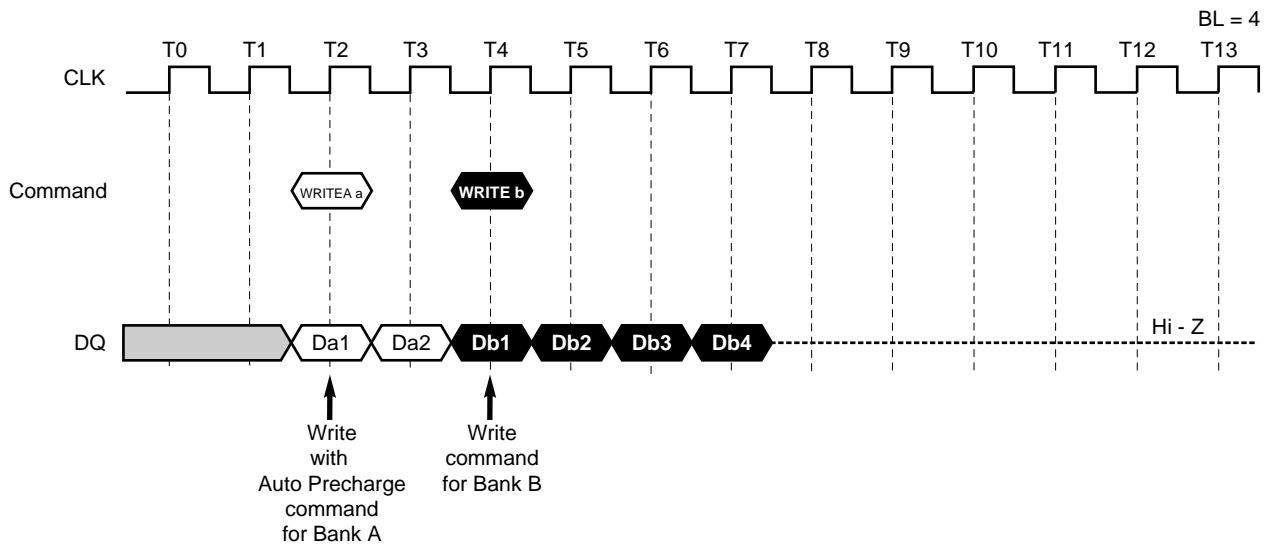 BL = 4
T0 T1 T2 T3 T4 T5 T6 T7 T8 T9 T10 T11 T12 T13
CLK
Command WRITEA a WRITE b
DQ Da1 Da2 Db1 Db2 Db3 Db4 Hi - Z
Write
with
Auto Precharge
command
for Bank A
Write
command
for Bank B